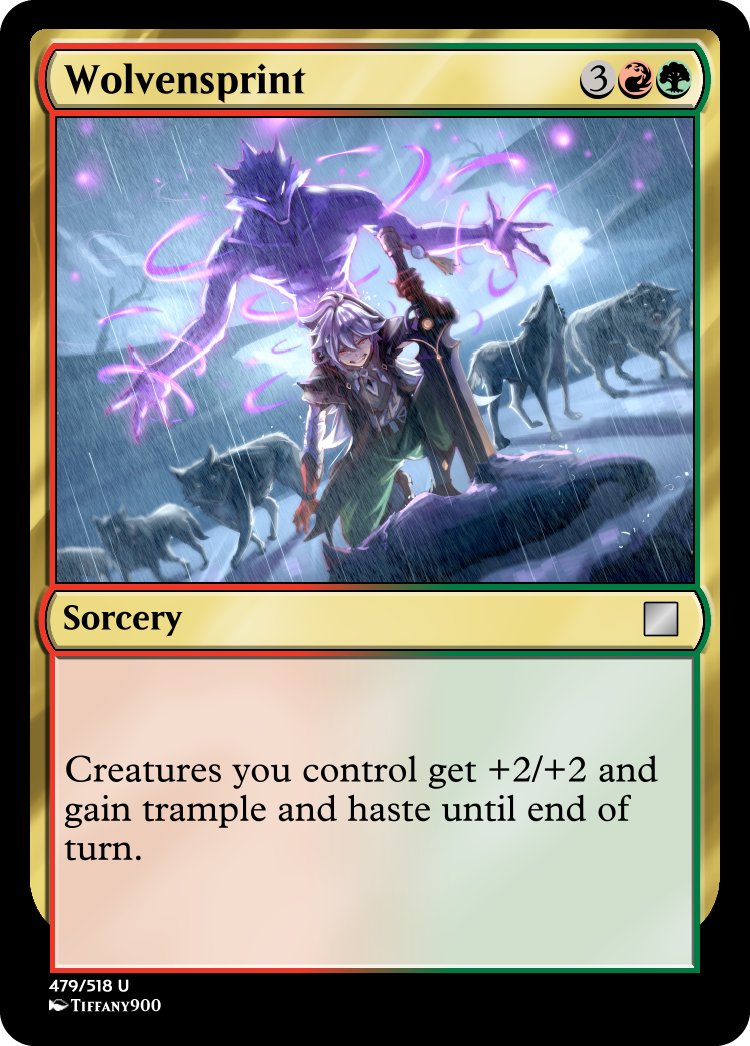 Wolvensprint 3
Sorcery
Creatures you control get +2/+2 and
gain trample and haste until end of
turn.
479/518 U
Tiffany900